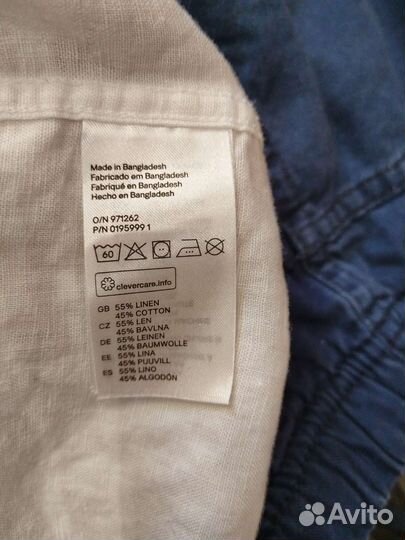 Made in Bangladesh
Fabricado em Bangladesh
Fabriqué en Bangladesh
Hecho en Bangladesh
O/N 971262
P/N 0195999 1
60
clevercare.info
GB 55% LINEN
45% COTTON
CZ 55% LEN
45% BAVLNA
DE 55% LEINEN
45% BAUMWOLLE
EE 55% LINA
45% PUUVILL
ES 55% LINO
45% ALGODÓN
Avito